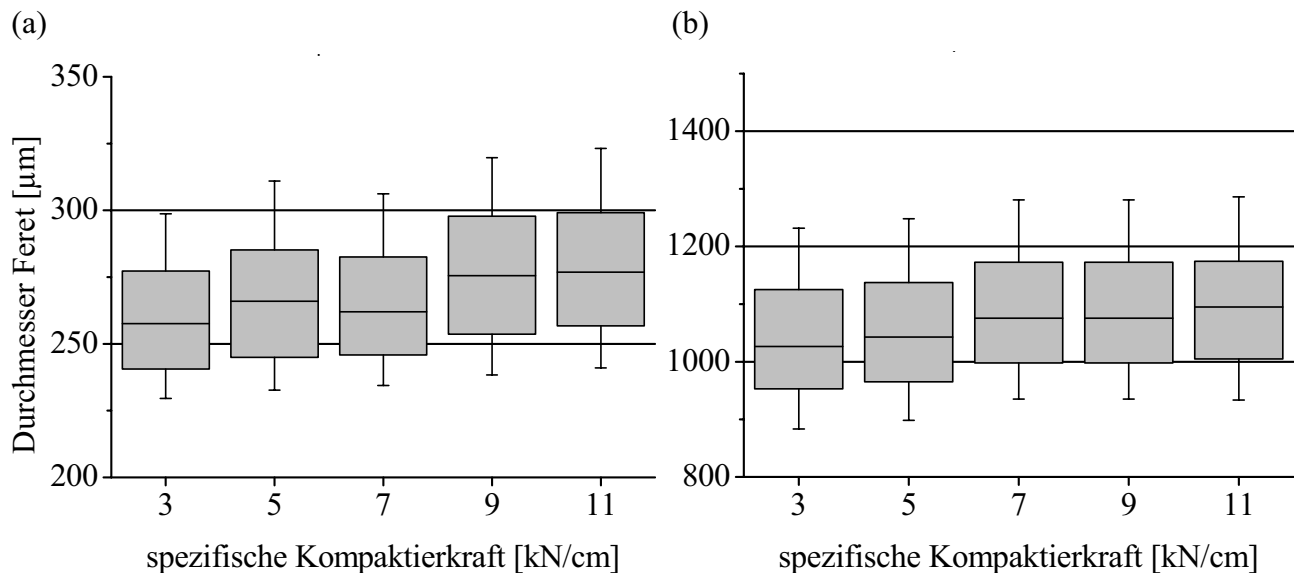 (a)
Durchmesser Feret [µm]
350
300
250
200
3 5 7 9 11
spezifische Kompaktierkraft [kN/cm]
(b)
1400
1200
1000
800
3 5 7 9 11
spezifische Kompaktierkraft [kN/cm]